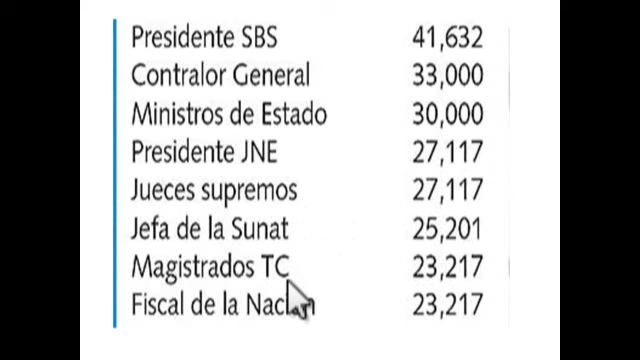 Presidente SBS 41,632
Contralor General 33,000
Ministros de Estado 30,000
Presidente JNE 27,117
Jueces supremos 27,117
Jefa de la Sunat 25,201
Magistrados TC 23,217
Fiscal de la Nación 23,217